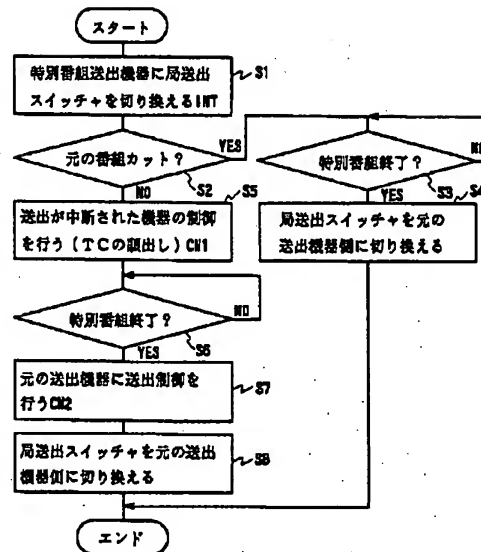 スタート
特別番組送出機器に局送出
スイッチャを切り換えるINT
S1
元の番組カット?
YES
S2
NO
特別番組終了?
NO
S3
YES
S4
局送出スイッチャを元の
送出機器側に切り換える
S5
送出が中断された機器の制御
を行う(TCの頭出し)CN1
特別番組終了?
NO
S6
YES
元の送出機器に送出制御を
行うCN2
S7
局送出スイッチャを元の送出
機器側に切り換える
S8
エンド